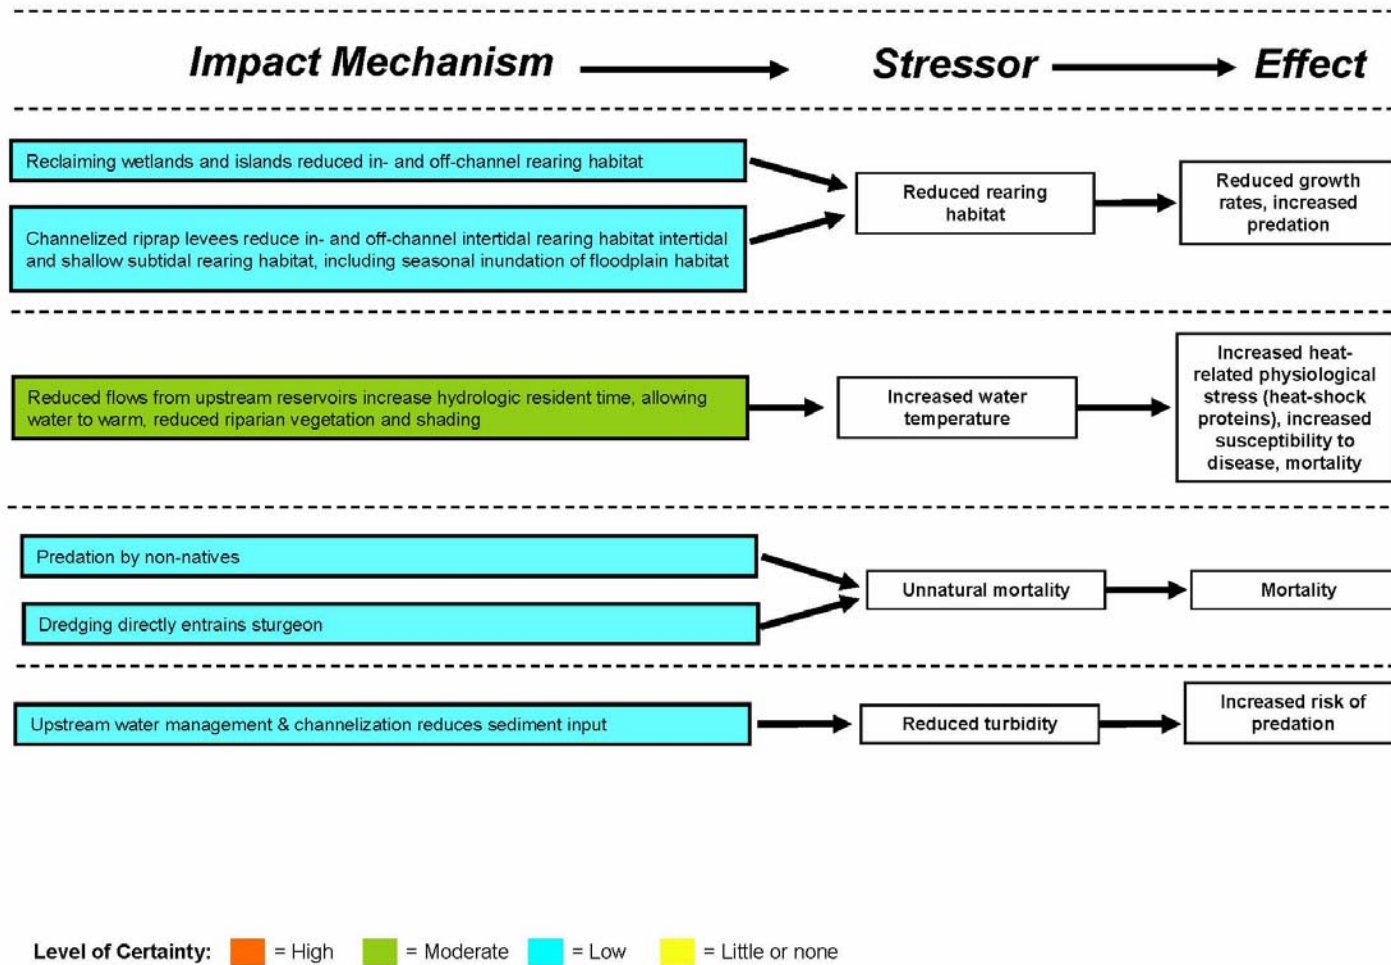 Impact Mechanism Stressor Effect
Reclaiming wetlands and islands reduced in- and off-channel rearing habitat
Channelized riprap levees reduce in- and off-channel intertidal rearing habitat intertidal
and shallow subtidal rearing habitat, including seasonal inundation of floodplain habitat
Reduced rearing
habitat
Reduced growth
rates, increased
predation
Reduced flows from upstream reservoirs increase hydrologic resident time, allowing
water to warm, reduced riparian vegetation and shading
Increased water
temperature
Increased heat-
related physiological
stress (heat-shock
proteins), increased
susceptibility to
disease, mortality
Predation by non-natives
Dredging directly entrains sturgeon
Unnatural mortality
Mortality
Upstream water management & channelization reduces sediment input
Reduced turbidity
Increased risk of
predation
Level of Certainty: = High = Moderate = Low = Little or none